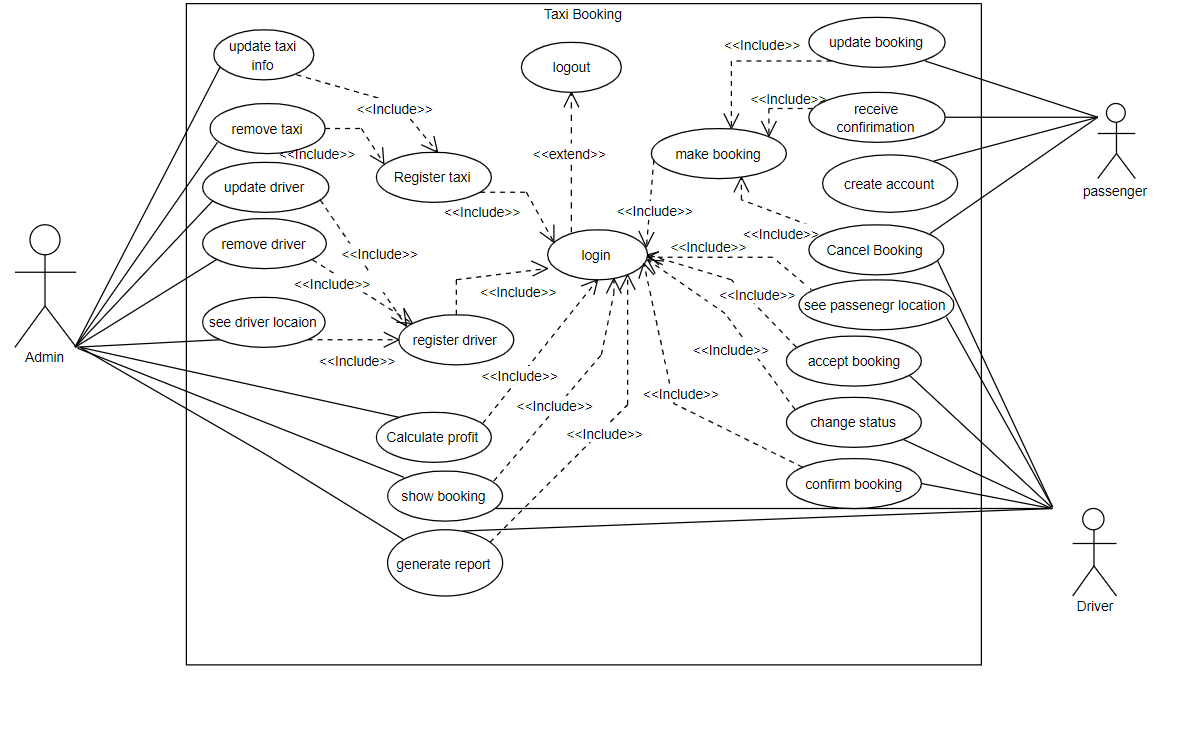 Taxi Booking
update taxi
info
logout
<<Include>>
update booking
<<Include>>
<<Include>>
receive
confirimation
remove taxi
<<Include>>
<<extend>>
make booking
Register taxi
create account
passenger
update driver
<<Include>>
<<Include>>
remove driver
<<Include>>
<<Include>>
<<Include>>
Cancel Booking
login
<<Include>>
<<Include>>
<<Include>>
see passenegr location
see driver locaion
register driver
<<Include>>
<<Include>>
accept booking
Admin
<<Include>>
<<Include>>
<<Include>>
change status
<<Include>>
Calculate profit
show booking
confirm booking
generate report
Driver